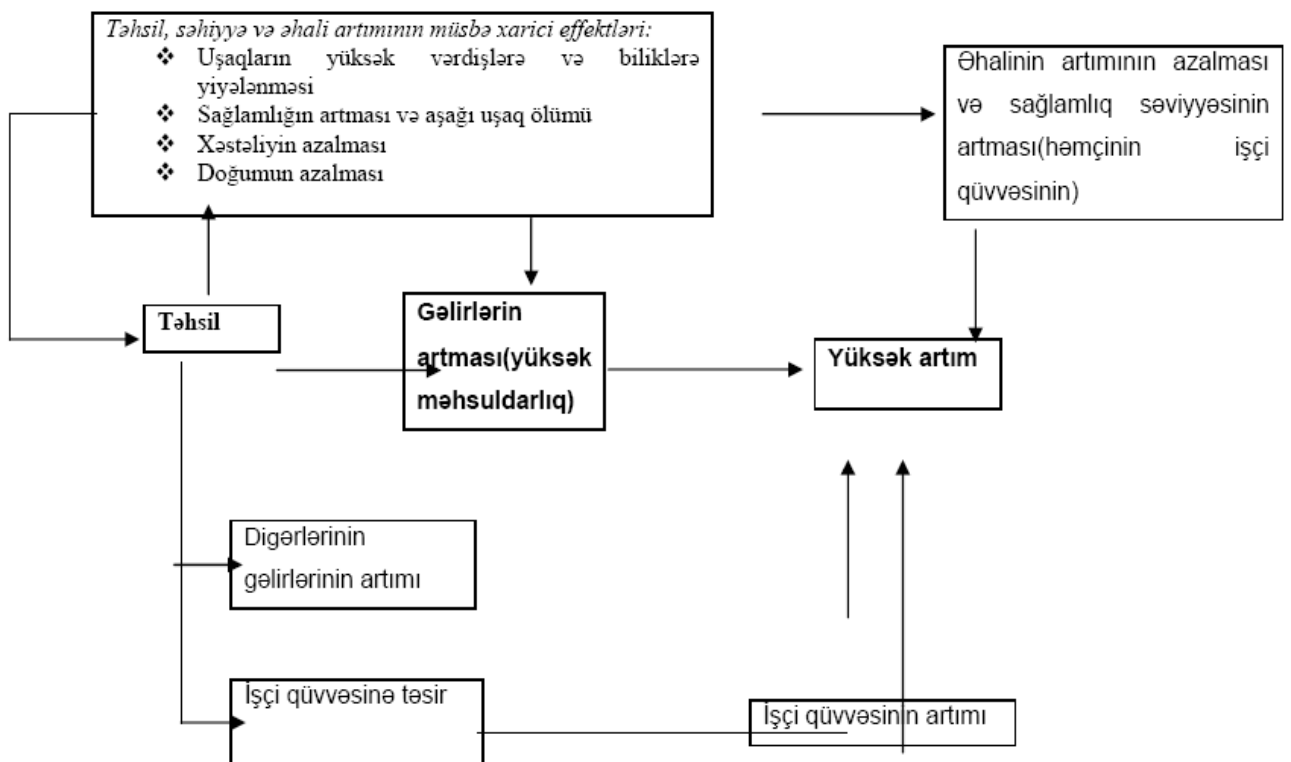 Təhsil, səhiyyə və əhali artımının müsbə xarici effektləri:
❖ Uşaqların yüksək vərdişlərə və biliklərə
yiyələnməsi
❖ Sağlamlığın artması və aşağı uşaq ölümü
❖ Xəstəliyin azalması
❖ Doğumun azalması
Əhalinin artımının azalması
və sağlamlıq səviyyəsinin
artması(həmçinin işçi
qüvvəsinin)
Təhsil
Gəlirlərin
artması(yüksək
məhsuldarlıq)
Yüksək artım
Digərlərinin
gəlirlərinin artımı
İşçi qüvvəsinə təsir
İşçi qüvvəsinin artımı